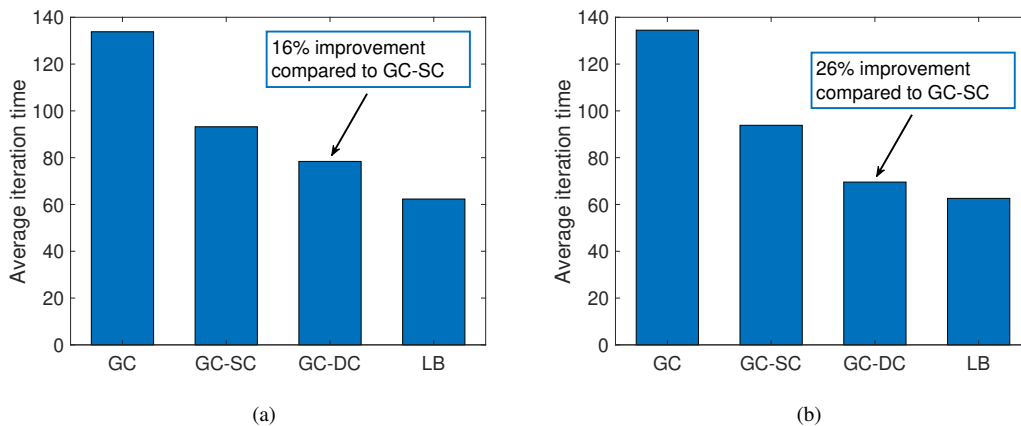 140
120
100
80
60
40
20
0
Average iteration time
16% improvement
compared to GC-SC
GC GC-SC GC-DC LB
(a)
140
120
100
80
60
40
20
0
Average iteration time
26% improvement
compared to GC-SC
GC GC-SC GC-DC LB
(b)